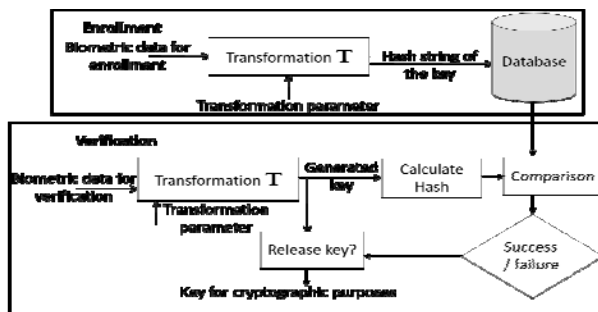 Enrollment
Biometric data for
enrollment
Transformation T
Hash string of
the key
Database
Transformation parameter
Verification
Biometric data for
verification
Transformation T
Generated
key
Calculate
Hash
Comparison
Transformation
parameter
Release key?
Success
/ failure
Key for cryptographic purposes